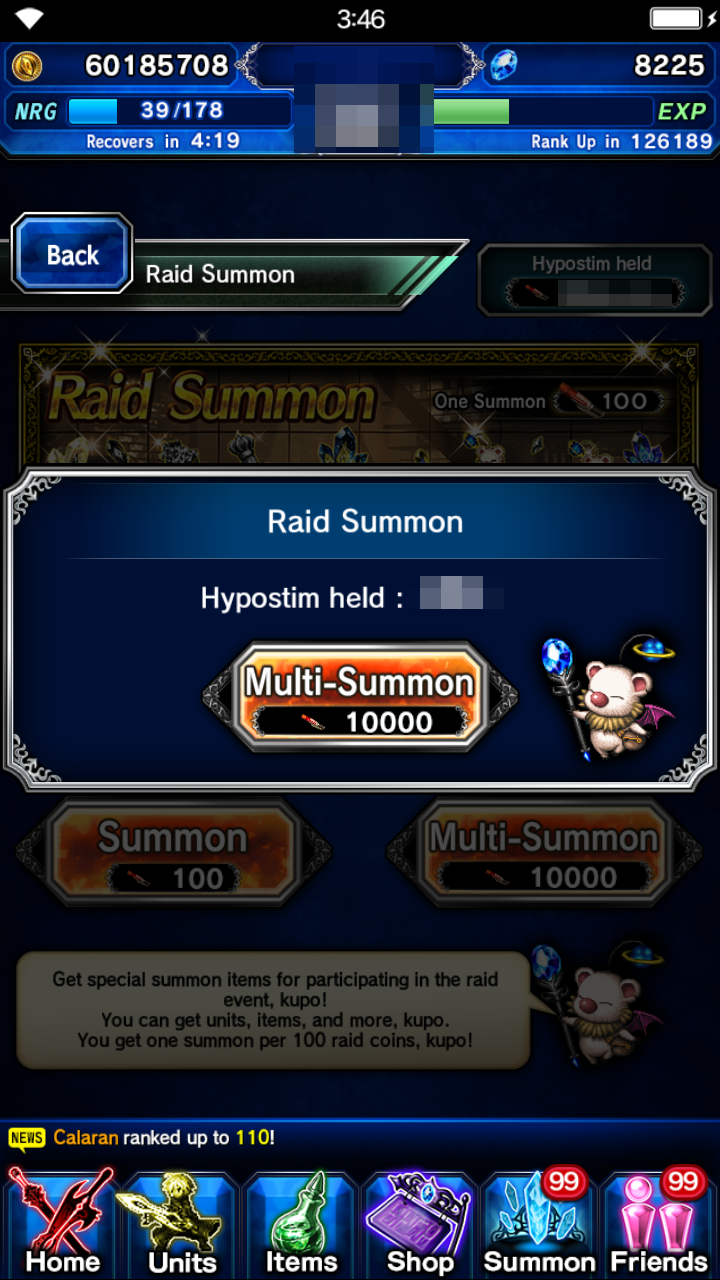 3:46
60185708
8225
NRG 39/178
EXP
Recovers in 4:19
Rank Up in 126189
Back
Raid Summon
Hypostim held
Raid Summon
One Summon 100
Raid Summon
Hypostim held :
Multi-Summon
10000
Summon
100
Multi-Summon
10000
Get special summon items for participating in the raid
event, kupo!
You can get units, items, and more, kupo.
You get one summon per 100 raid coins, kupo!
NEWS Calaran ranked up to 110!
99
99
Home
Units
Items
Shop
Summon
Friends